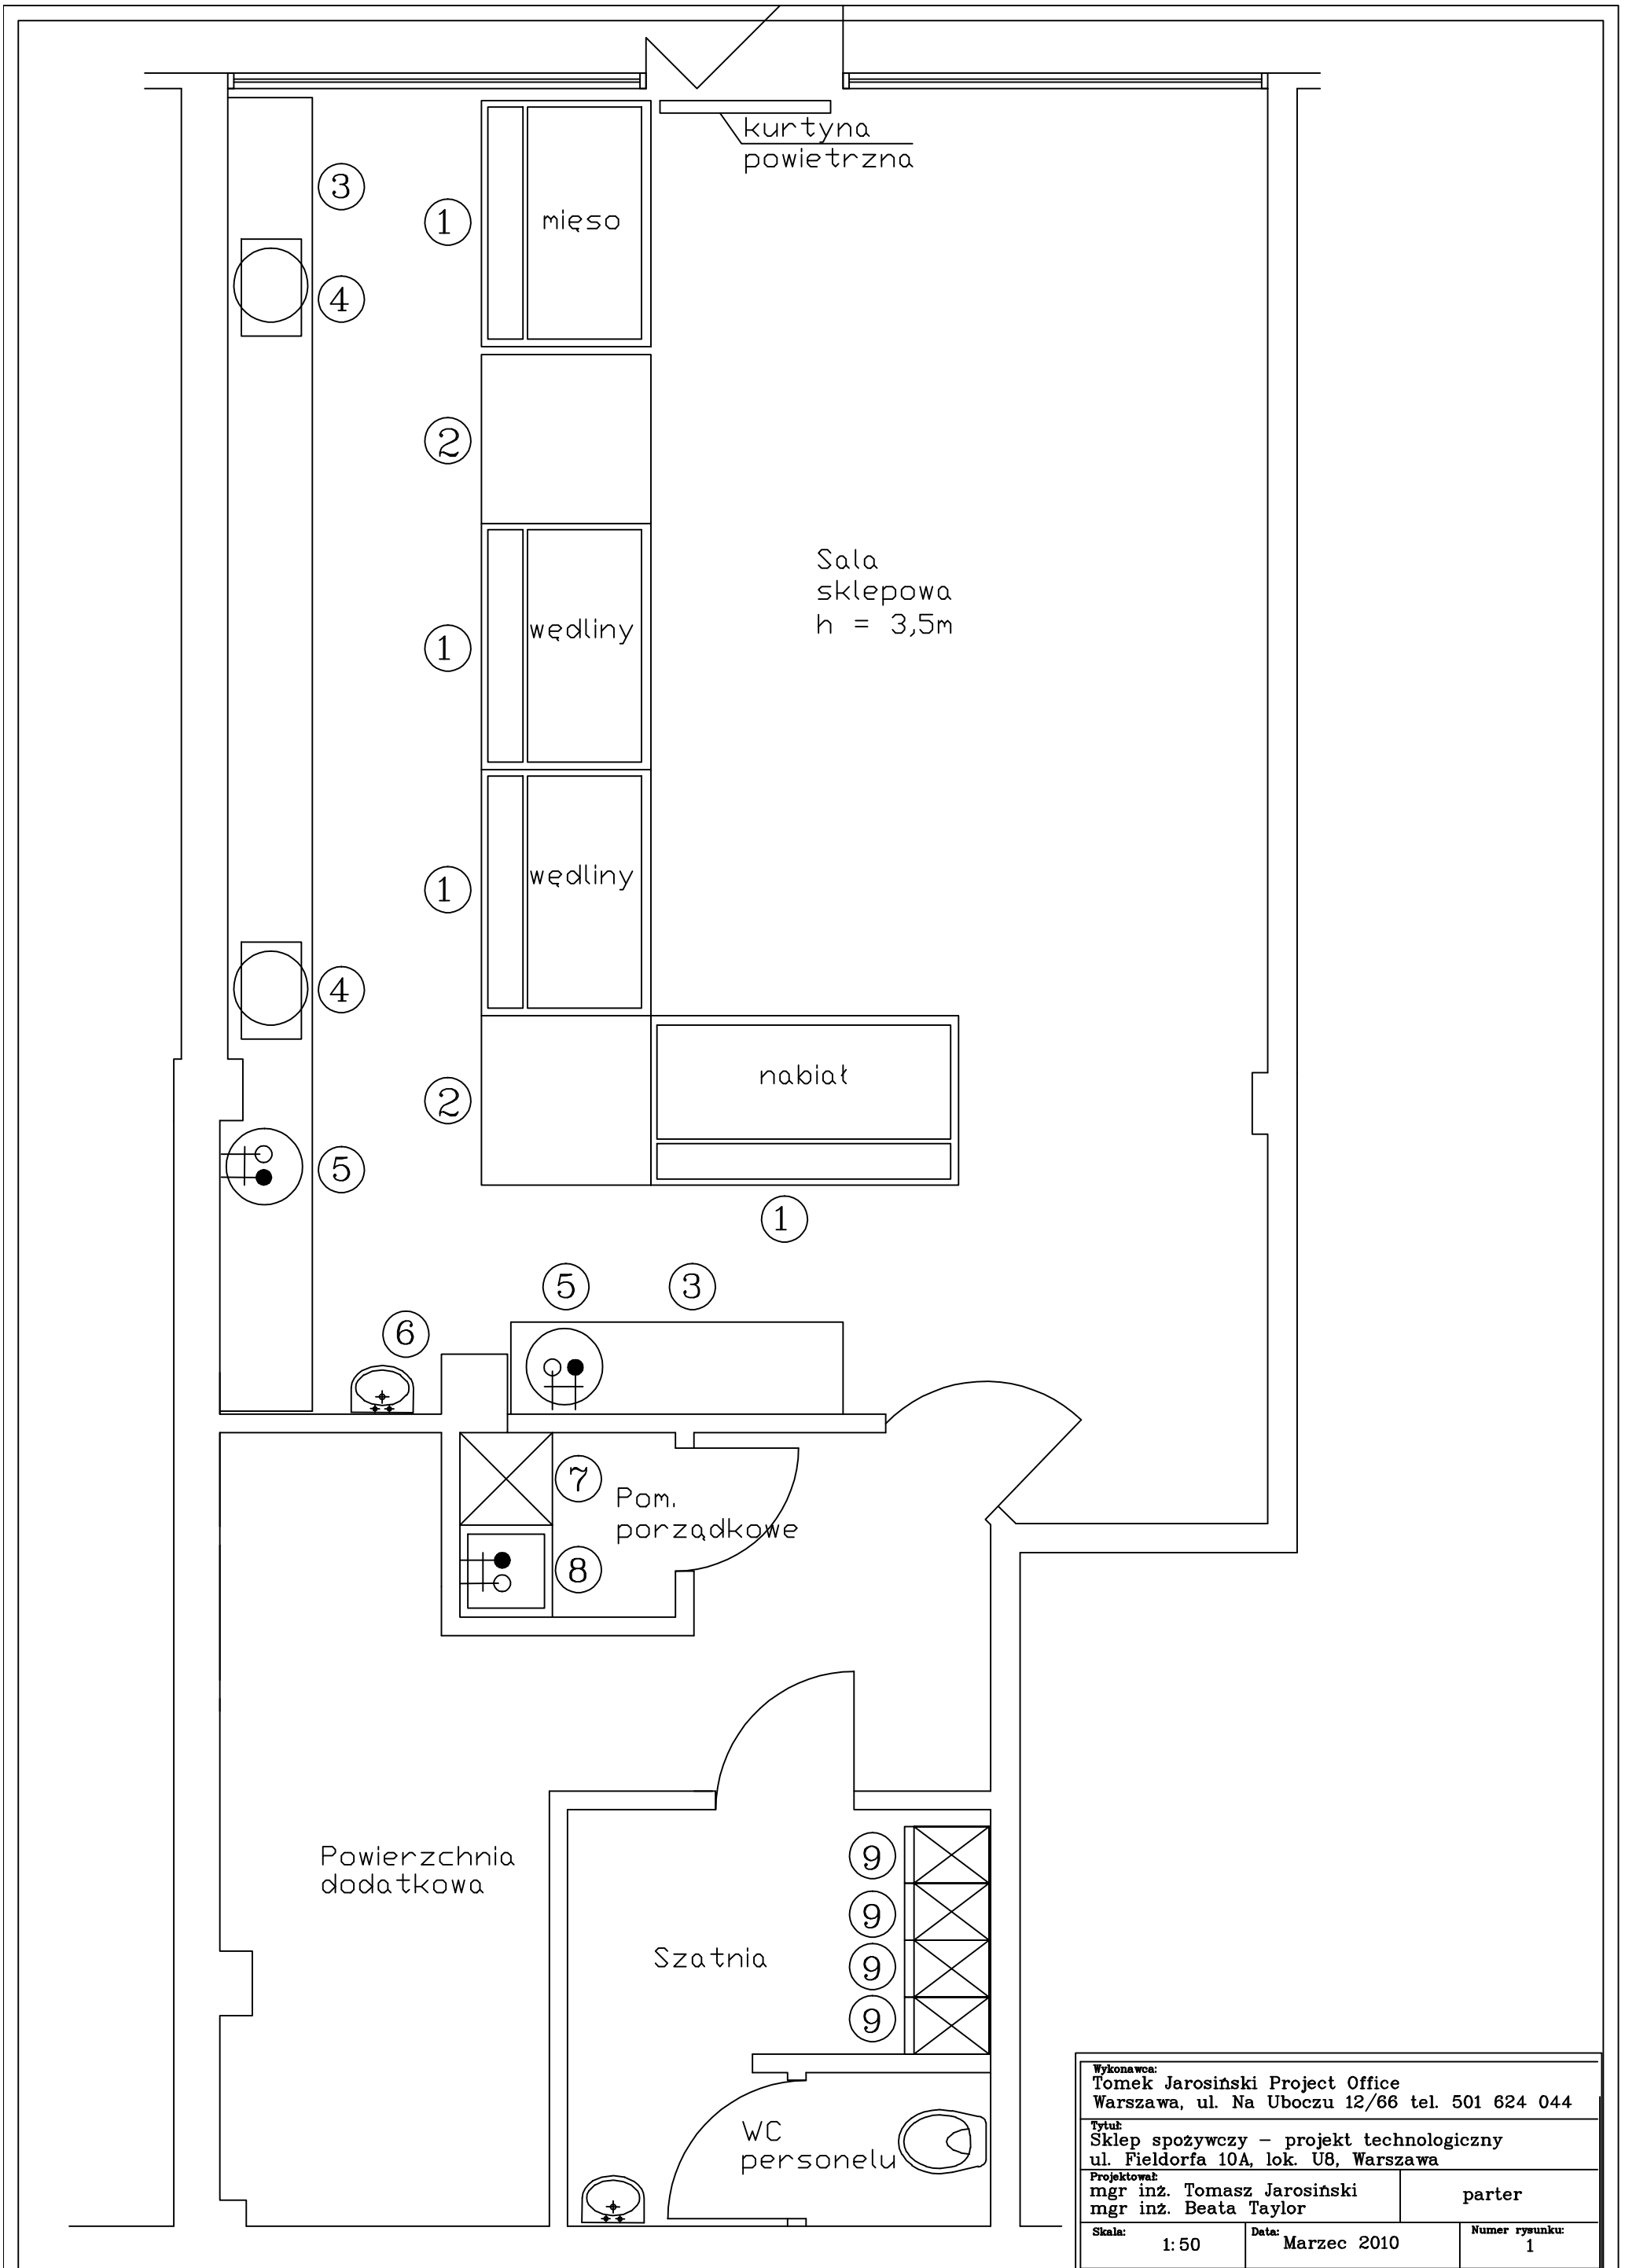 kurtyna
powietrzna
3
1
mięso
4
2
Sala
sklepowa
h = 3,5m
1
wędliny
1
wędliny
4
2
nabiał
5
1
5
3
6
7
Pom.
porządkowe
8
Powierzchnia
dodatkowa
9
9
Szatnia
9
9
WC
personelu
Wykonawca:
Tomek Jarosiński Project Office
Warszawa, ul. Na Uboczu 12/66 tel. 501 624 044
Tytuł:
Sklep spożywczy – projekt technologiczny
ul. Fieldorfa 10A, lok. U8, Warszawa
Projektował:
mgr inż. Tomasz Jarosiński
mgr inż. Beata Taylor
parter
Skala:
1:50
Data: Marzec 2010
Numer rysunku:
1